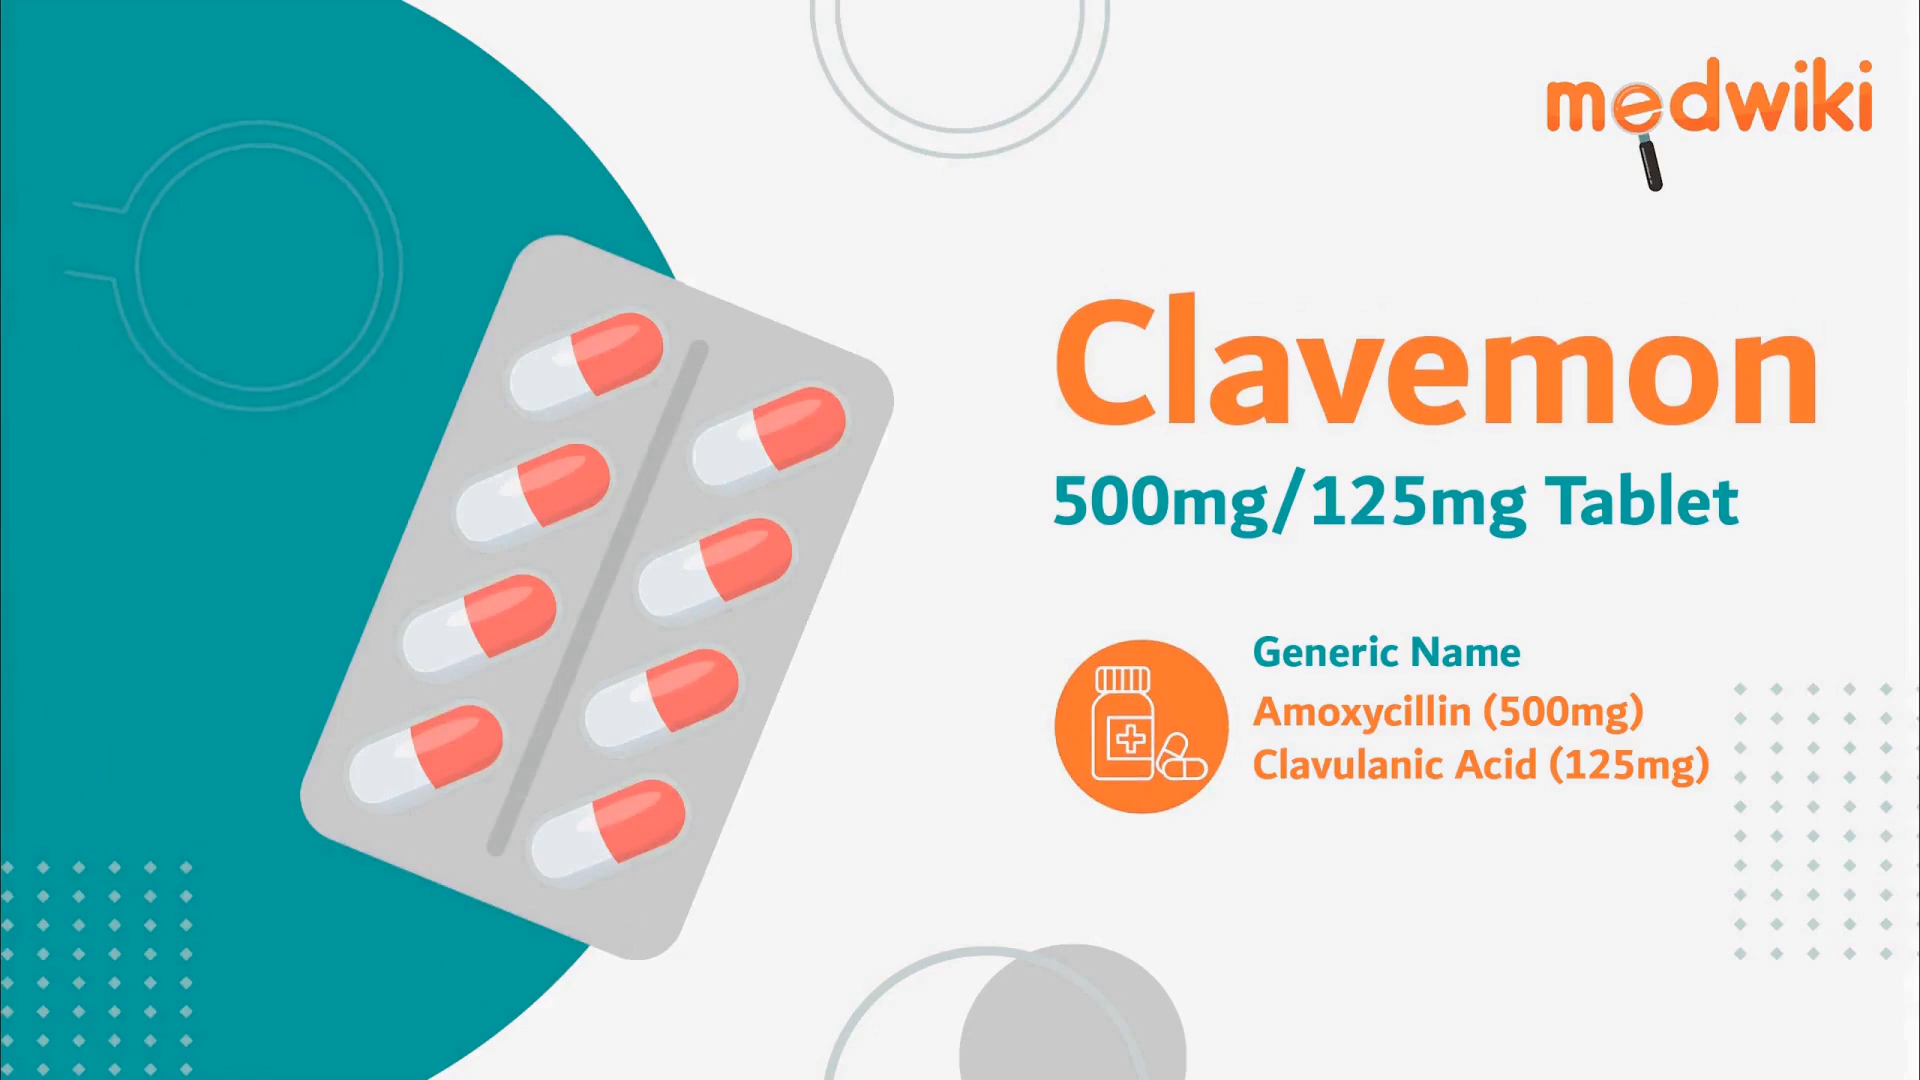 medwiki
Clavemon
500mg/125mg Tablet
Generic Name
Amoxycillin (500mg)
Clavulanic Acid (125mg)